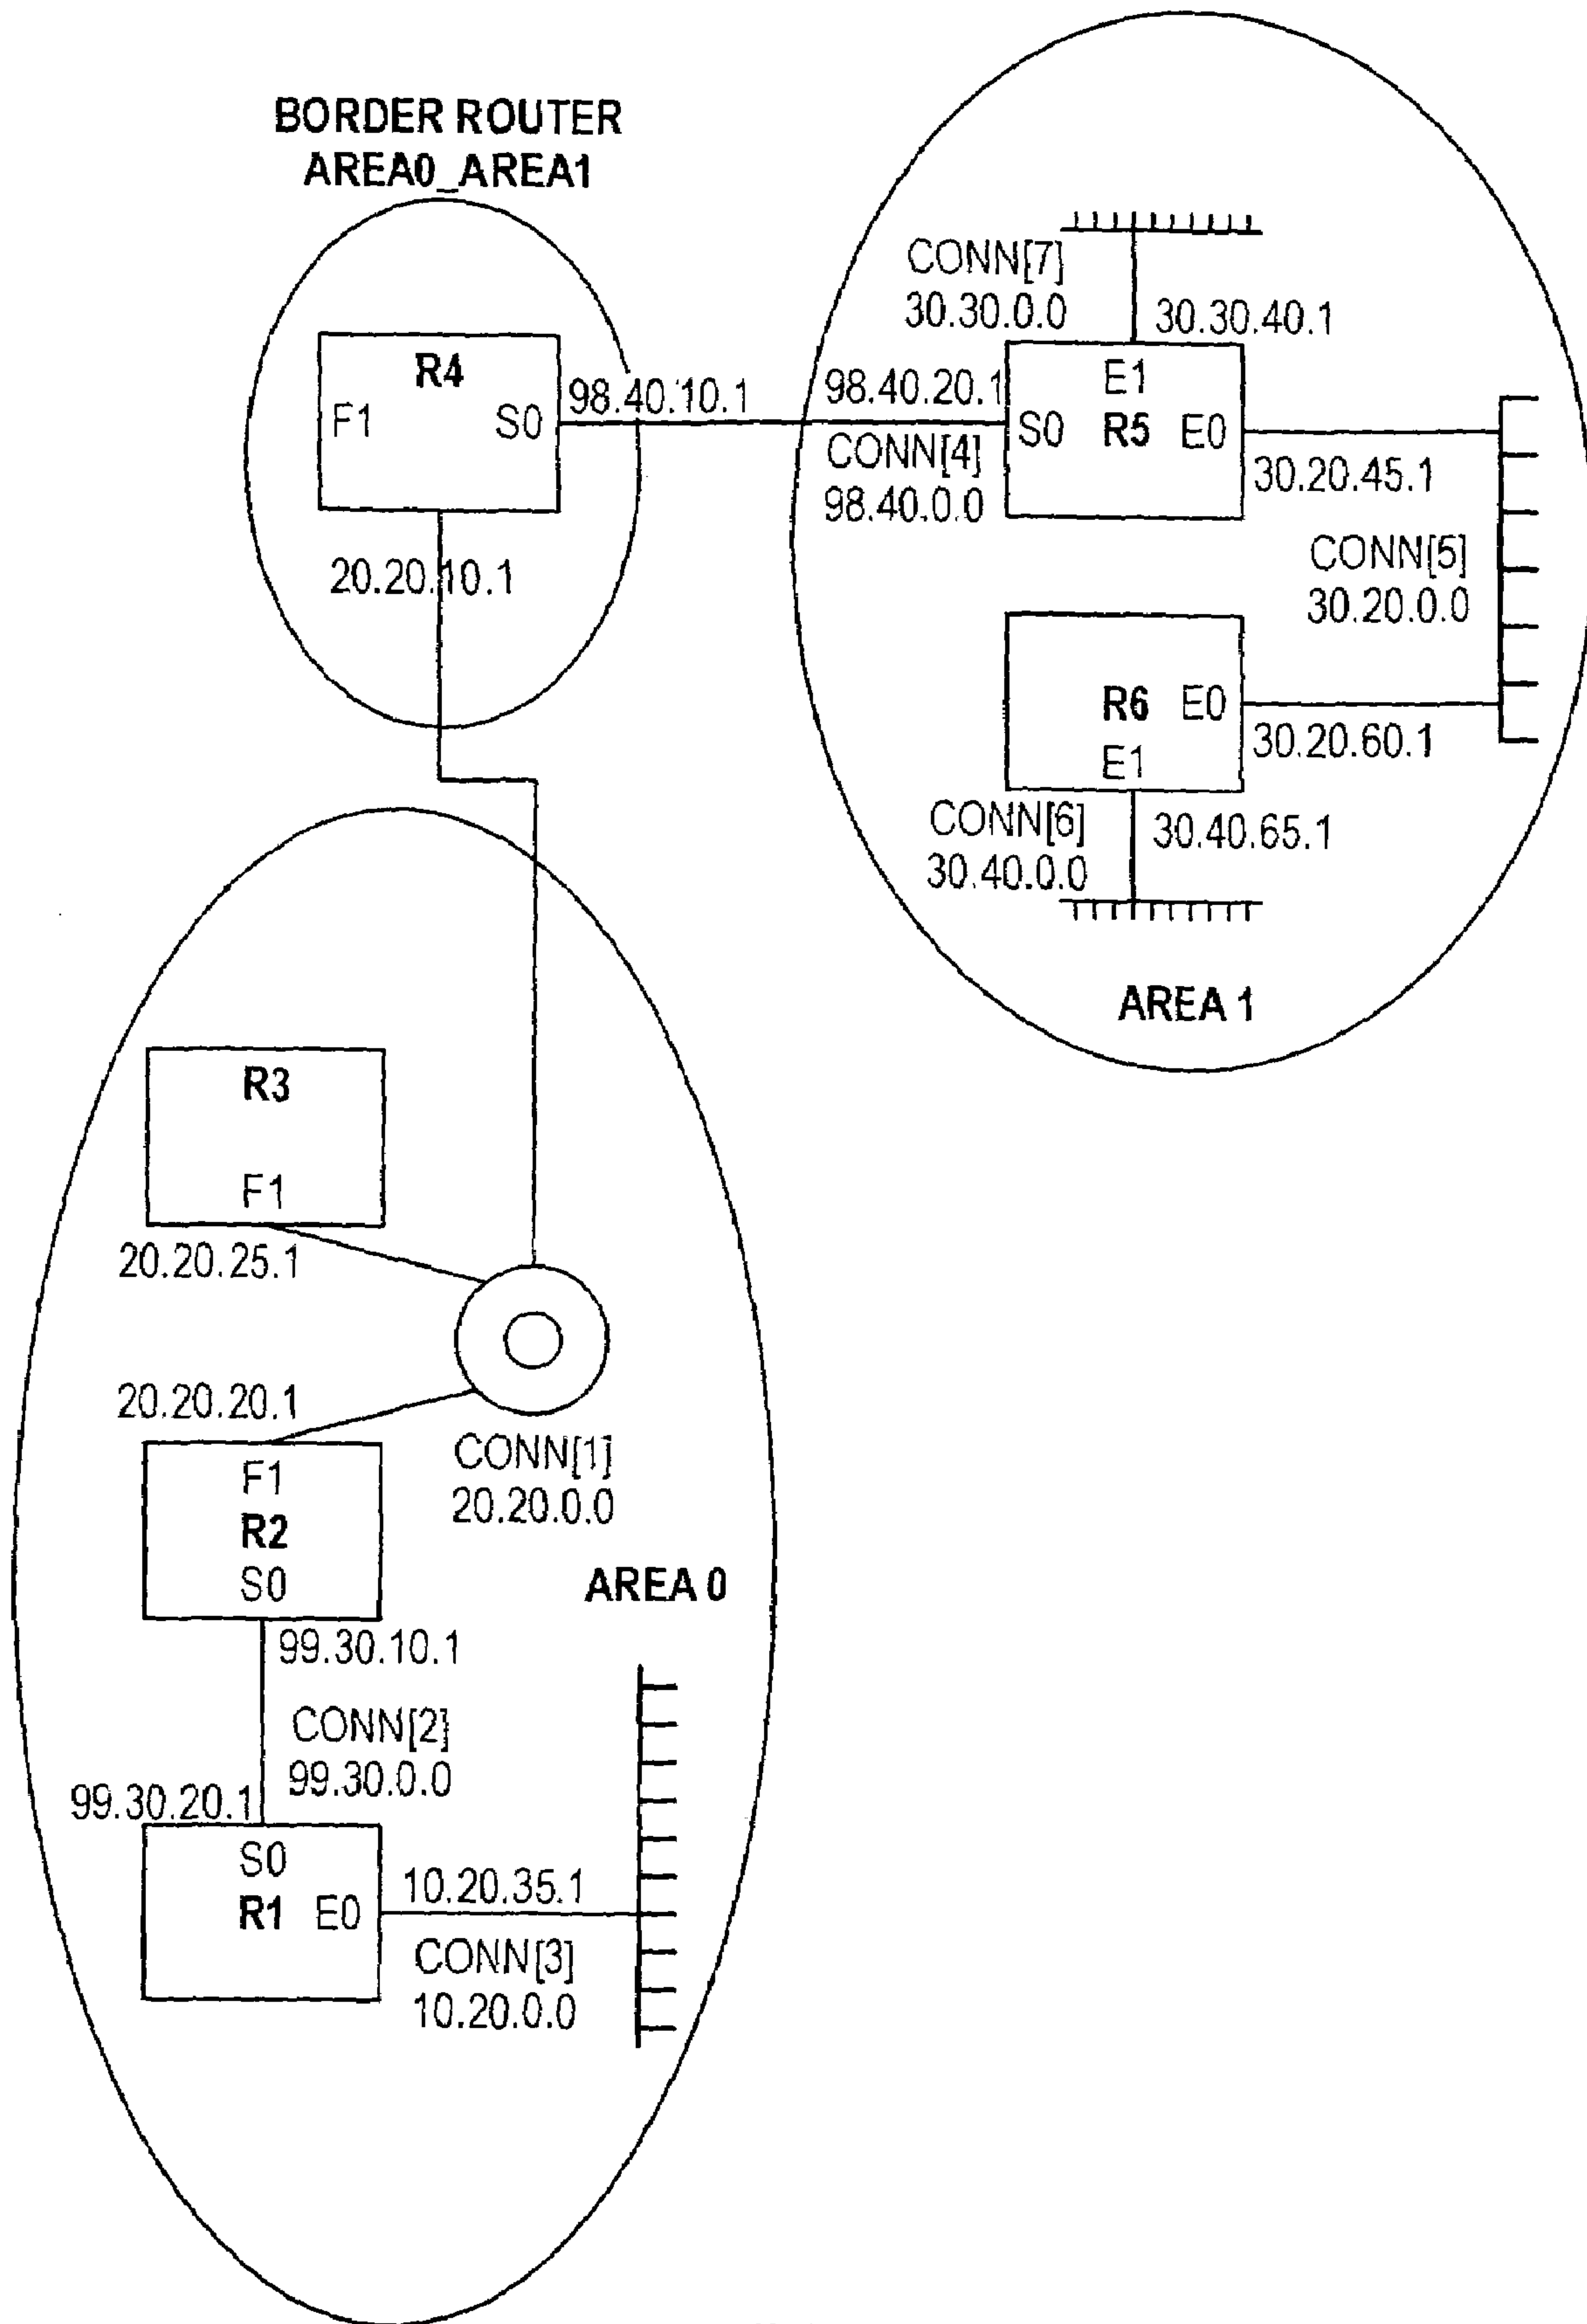 BORDER ROUTER
AREA0_AREA1
R4
F1
S0
98.40.10.1
20.20.10.1
CONN[7]
30.30.0.0
30.30.40.1
98.40.20.1
CONN[4]
98.40.0.0
E1
S0
R5
E0
30.20.45.1
CONN[5]
30.20.0.0
R6
E0
E1
30.20.60.1
CONN[6]
30.40.0.0
30.40.65.1
AREA 1
R3
F1
20.20.25.1
20.20.20.1
CONN[1]
20.20.0.0
F1
R2
S0
AREA 0
99.30.10.1
CONN[2]
99.30.0.0
99.30.20.1
S0
R1
E0
10.20.35.1
CONN[3]
10.20.0.0